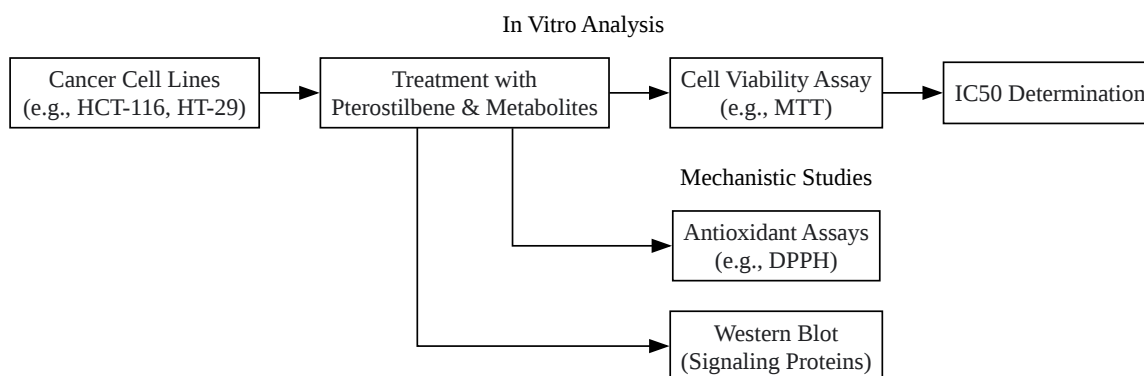 In Vitro Analysis
Cancer Cell Lines
(e.g., HCT-116, HT-29)
Treatment with
Pterostilbene & Metabolites
Cell Viability Assay
(e.g., MTT)
IC50 Determination
Mechanistic Studies
Antioxidant Assays
(e.g., DPPH)
Western Blot
(Signaling Proteins)